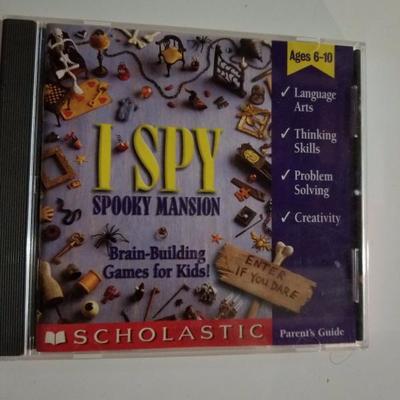 Ages 6-10
I SPY
SPOOKY MANSION
Brain-Building
Games for Kids!
✓ Language
Arts
✓ Thinking
Skills
✓ Problem
Solving
✓ Creativity
ENTER
IF YOU DARE
SCHOLASTIC
Parent's Guide